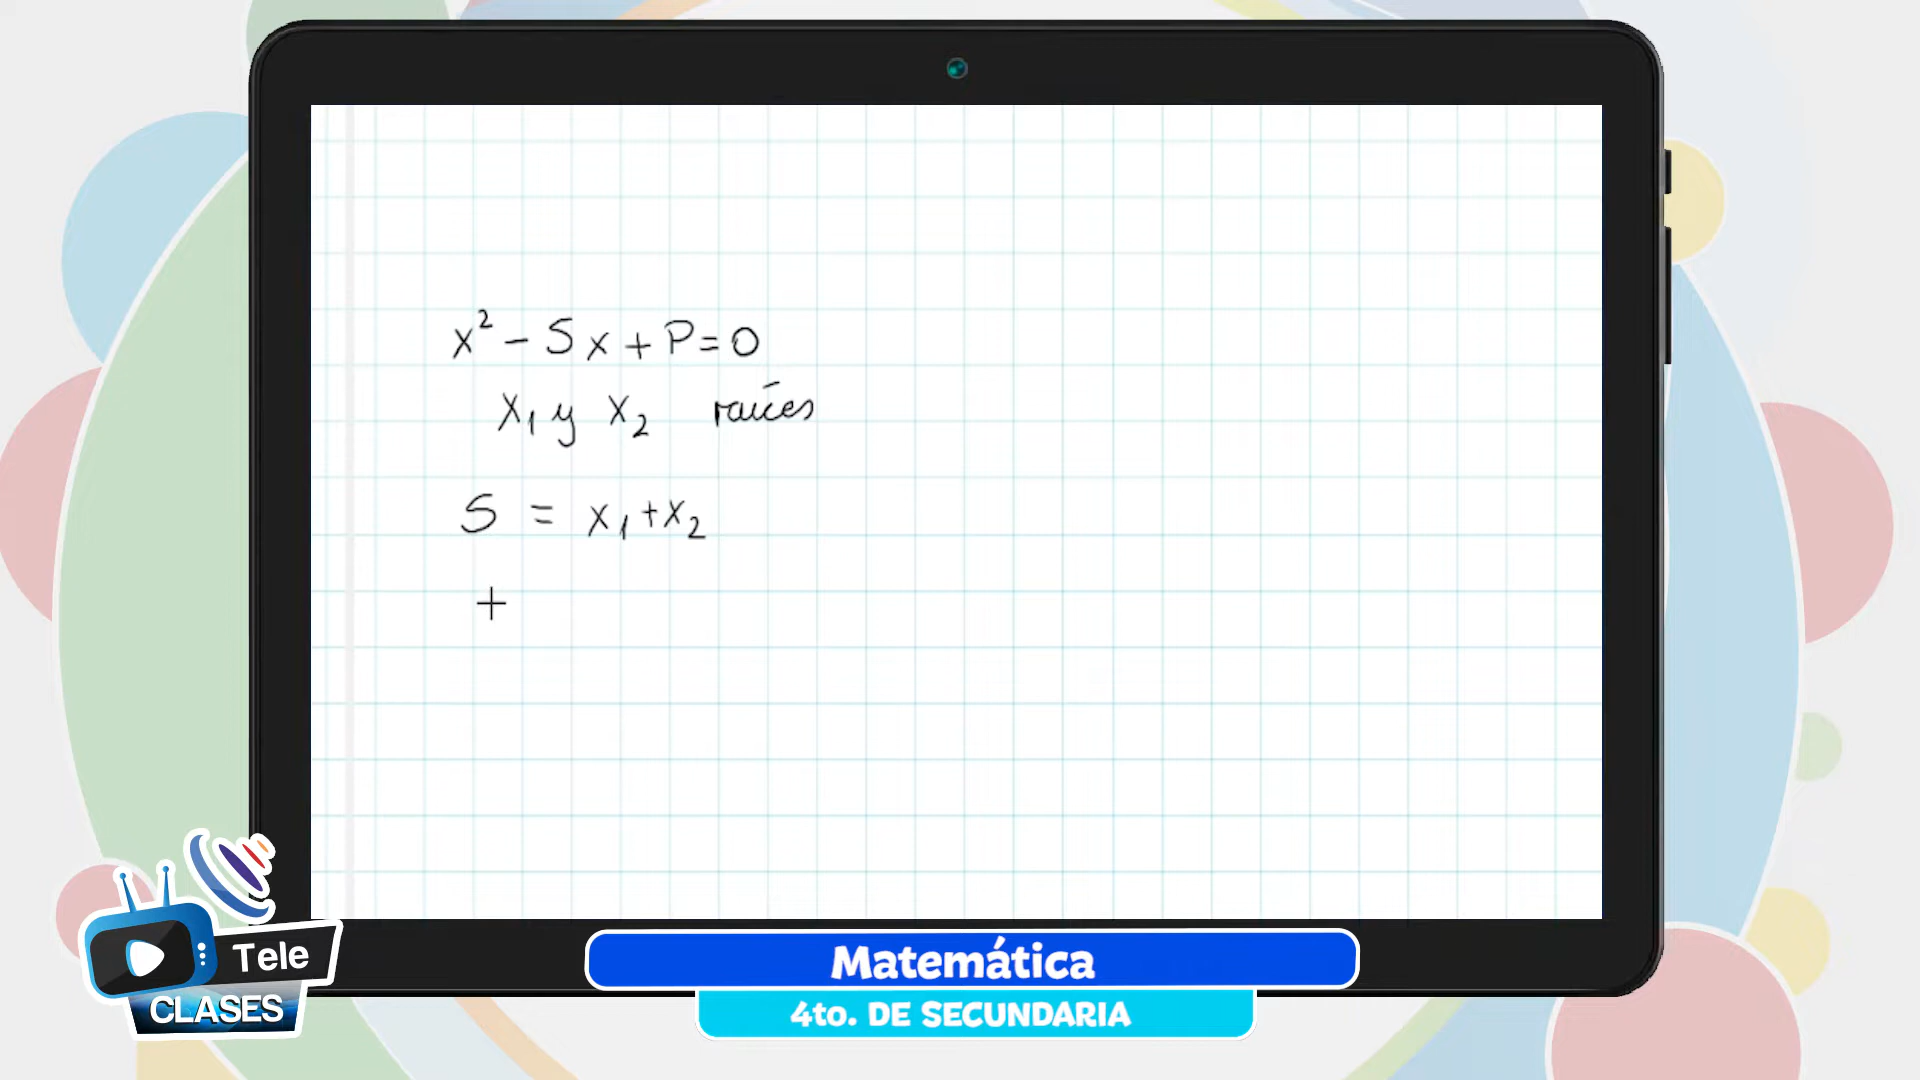 x² - Sx + P = 0
x₁ y x₂ raíces
S = x₁ + x₂
+
Tele
CLASES
Matemática
4to. DE SECUNDARIA